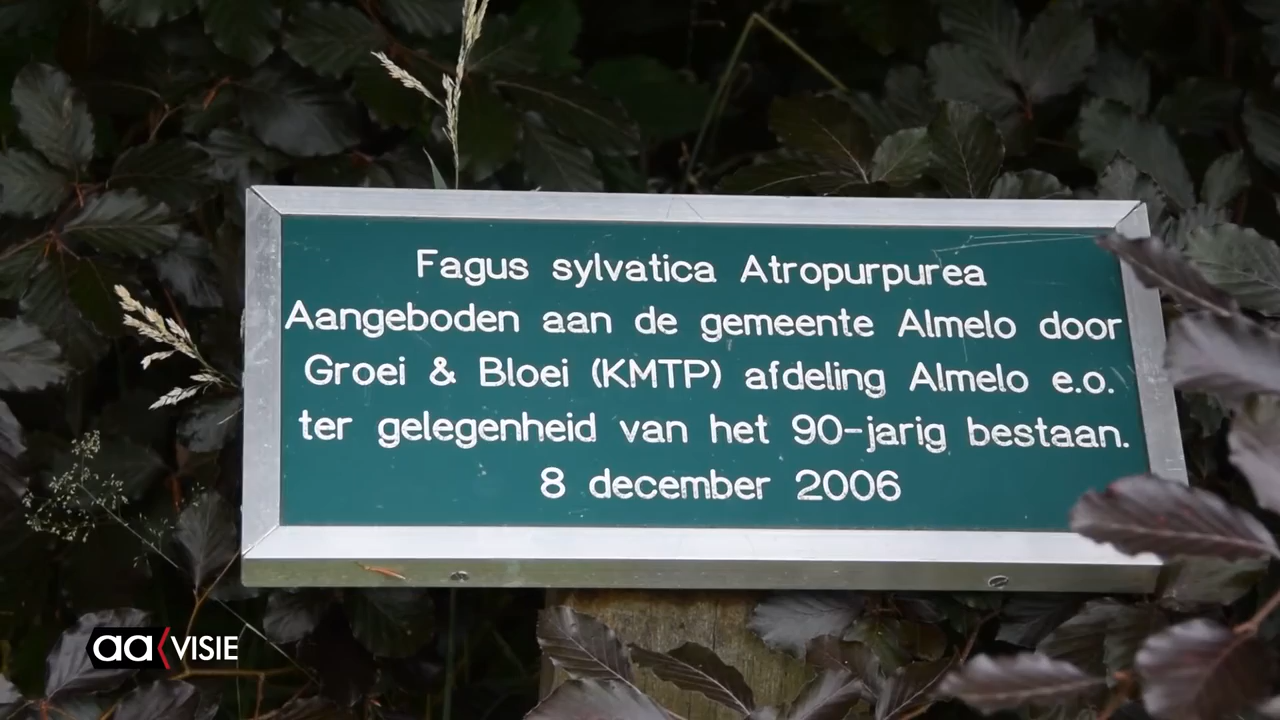 Fagus sylvatica Atropurpurea
Aangeboden aan de gemeente Almelo door
Groei & Bloei (KMTP) afdeling Almelo e.o.
ter gelegenheid van het 90-jarig bestaan.
8 december 2006
aa VISIE